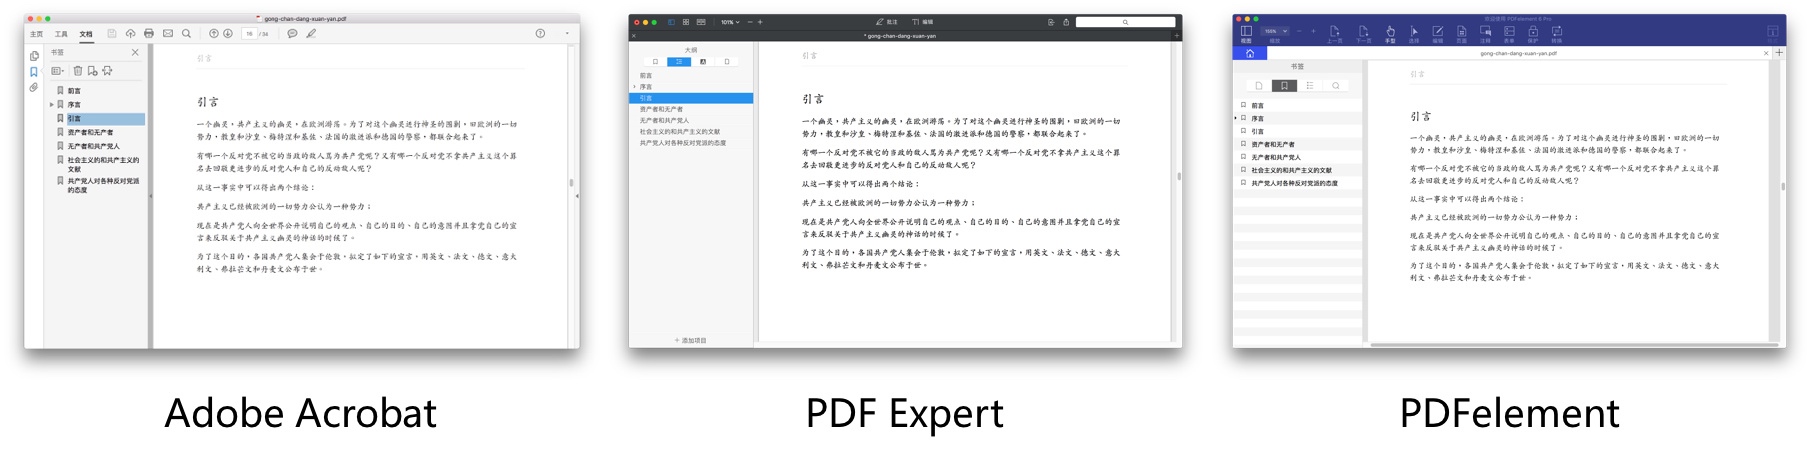 gong-chan-dang-xuan-yan.pdf
主页 工具 文档 16 / 36
书签
前言
序言
引言
资产者和无产者
无产者和共产党人
社会主义的和共产主义的
文献
共产党人对各种反对党派
的态度
引言
引言
一个幽灵，共产主义的幽灵，在欧洲游荡。为了对这个幽灵进行神圣的围剿，旧欧洲的一切
势力，教皇和沙皇、梅特涅和基佐、法国的激进派和德国的警察，都联合起来了。
有哪一个反对党不被它的当政的敌人骂为共产党呢？又有哪一个反对党不拿共产主义这个罪
名去回敬更进步的反对党人和自己的反动敌人呢？
从这一事实中可以得出两个结论：
共产主义已经被欧洲的一切势力公认为一种势力；
现在是共产党人向全世界公开说明自己的观点、自己的目的、自己的意图并且拿党自己的宣
言来反驳关于共产主义幽灵的神话的时候了。
为了这个目的，各国共产党人集会于伦敦，拟定了如下的宣言，用英文、法文、德文、意大
利文、弗拉芒文和丹麦文公布于世。
Adobe Acrobat
101% 批注 编辑
* gong-chan-dang-xuan-yan
大纲
前言
序言
引言
资产者和无产者
无产者和共产党人
社会主义的和共产主义的文献
共产党人对各种反对党派的态度
+ 添加项目
引言
引言
一个幽灵，共产主义的幽灵，在欧洲游荡。为了对这个幽灵进行神圣的围剿，旧欧洲的一切
势力，教皇和沙皇、梅特涅和基佐、法国的激进派和德国的警察，都联合起来了。
有哪一个反对党不被它的当政的敌人骂为共产党呢？又有哪一个反对党不拿共产主义这个罪
名去回敬更进步的反对党人和自己的反动敌人呢？
从这一事实中可以得出两个结论：
共产主义已经被欧洲的一切势力公认为一种势力；
现在是共产党人向全世界公开说明自己的观点、自己的目的、自己的意图并且拿党自己的宣
言来反驳关于共产主义幽灵的神话的时候了。
为了这个目的，各国共产党人集会于伦敦，拟定了如下的宣言，用英文、法文、德文、意大
利文、弗拉芒文和丹麦文公布于世。
PDF Expert
欢迎使用 PDFelement 6 Pro
视图 缩放 上一页 下一页 手型 选择 编辑 页面 注释 表单 保护 转换
gong-chan-dang-xuan-yan.pdf
书签
前言
序言
引言
资产者和无产者
无产者和共产党人
社会主义的和共产主义的文献
共产党人对各种反对党派的态度
引言
引言
一个幽灵，共产主义的幽灵，在欧洲游荡。为了对这个幽灵进行神圣的围剿，旧欧洲的一切
势力，教皇和沙皇、梅特涅和基佐、法国的激进派和德国的警察，都联合起来了。
有哪一个反对党不被它的当政的敌人骂为共产党呢？又有哪一个反对党不拿共产主义这个罪
名去回敬更进步的反对党人和自己的反动敌人呢？
从这一事实中可以得出两个结论：
共产主义已经被欧洲的一切势力公认为一种势力；
现在是共产党人向全世界公开说明自己的观点、自己的目的、自己的意图并且拿党自己的宣
言来反驳关于共产主义幽灵的神话的时候了。
为了这个目的，各国共产党人集会于伦敦，拟定了如下的宣言，用英文、法文、德文、意大
利文、弗拉芒文和丹麦文公布于世。
PDFelement